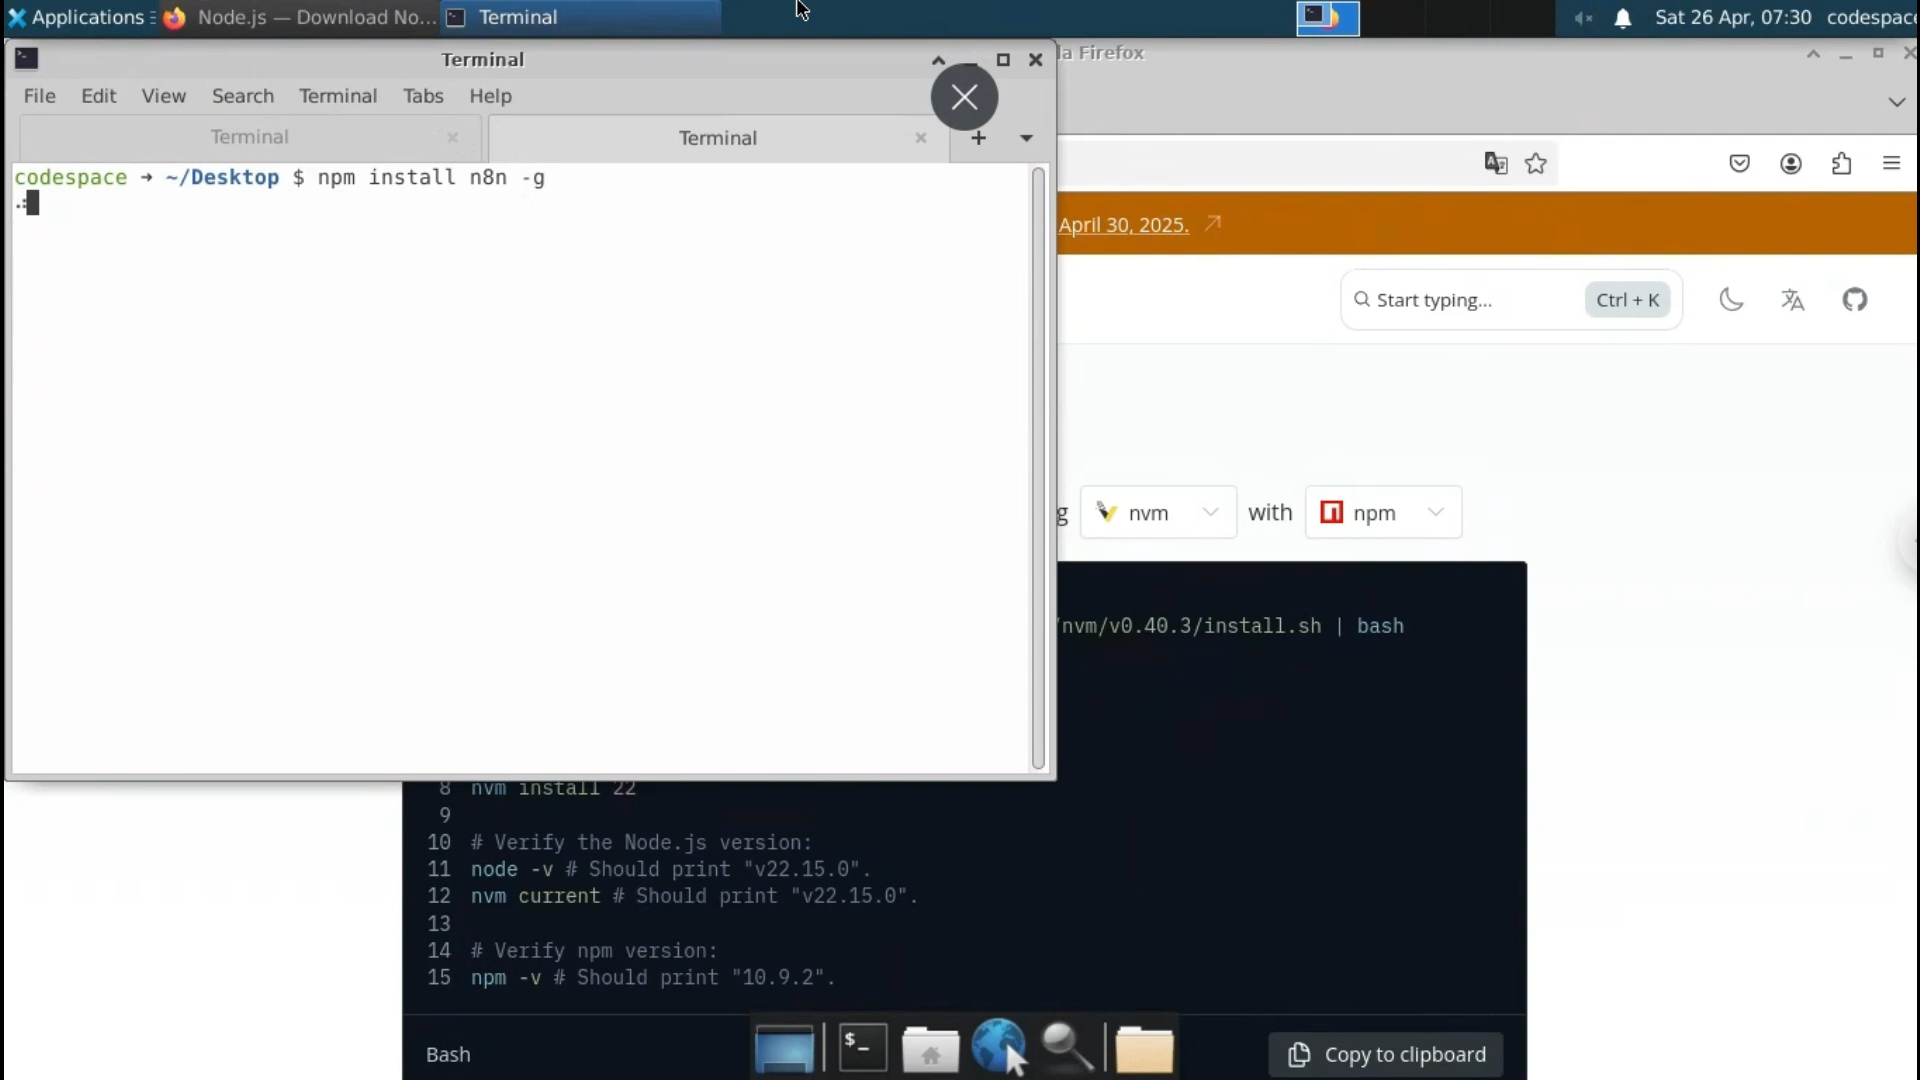 Applications
Node.js — Download No...
Terminal
Sat 26 Apr, 07:30
codespace
Terminal
File
Edit
View
Search
Terminal
Tabs
Help
Terminal
Terminal
codespace → ~/Desktop $ npm install n8n -g
la Firefox
April 30, 2025.
Start typing...
Ctrl + K
g
nvm
with
npm
/nvm/v0.40.3/install.sh | bash
8 nvm install 22
9
10 # Verify the Node.js version:
11 node -v # Should print "v22.15.0".
12 nvm current # Should print "v22.15.0".
13
14 # Verify npm version:
15 npm -v # Should print "10.9.2".
Bash
Copy to clipboard